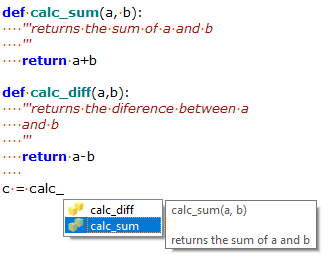 def calc_sum(a, b):
    '''returns the sum of a and b
    '''
    return a+b

def calc_diff(a,b):
    '''returns the diference between a
    and b
    '''
    return a-b

c = calc_
calc_diff
calc_sum
calc_sum(a, b)
returns the sum of a and b